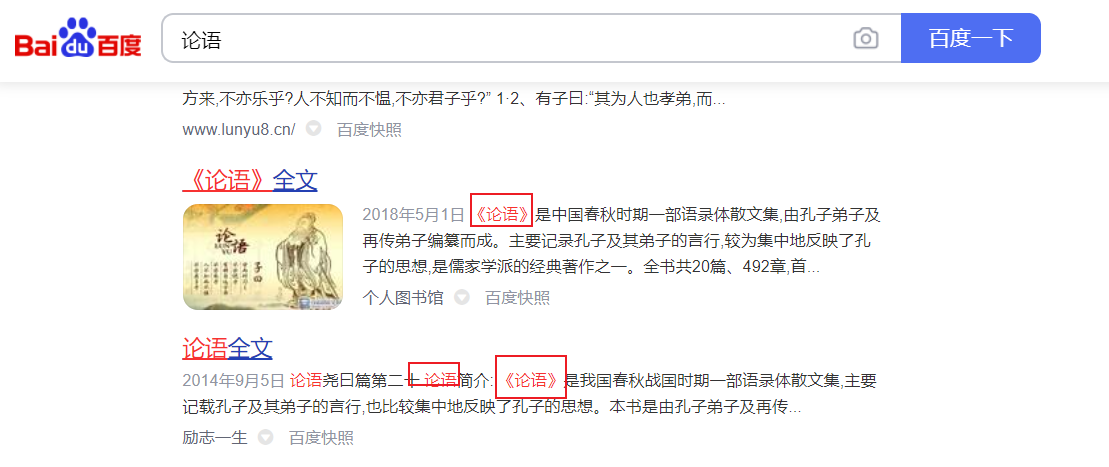 Bai du 百度
论语
百度一下
方来,不亦乐乎?人不知而不愠,不亦君子乎?” 1·2、有子曰:“其为人也孝弟,而...
www.lunyu8.cn/ 百度快照
《论语》全文
2018年5月1日 《论语》是中国春秋时期一部语录体散文集,由孔子弟子及
再传弟子编纂而成。主要记录孔子及其弟子的言行,较为集中地反映了孔
子的思想,是儒家学派的经典著作之一。全书共20篇、492章,首...
论
语
个人图书馆 百度快照
论语全文
2014年9月5日 论语尧曰篇第二十 论语简介:《论语》是我国春秋战国时期一部语录体散文集,主要
记载孔子及其弟子的言行,也比较集中地反映了孔子的思想。本书是由孔子弟子及再传...
励志一生 百度快照